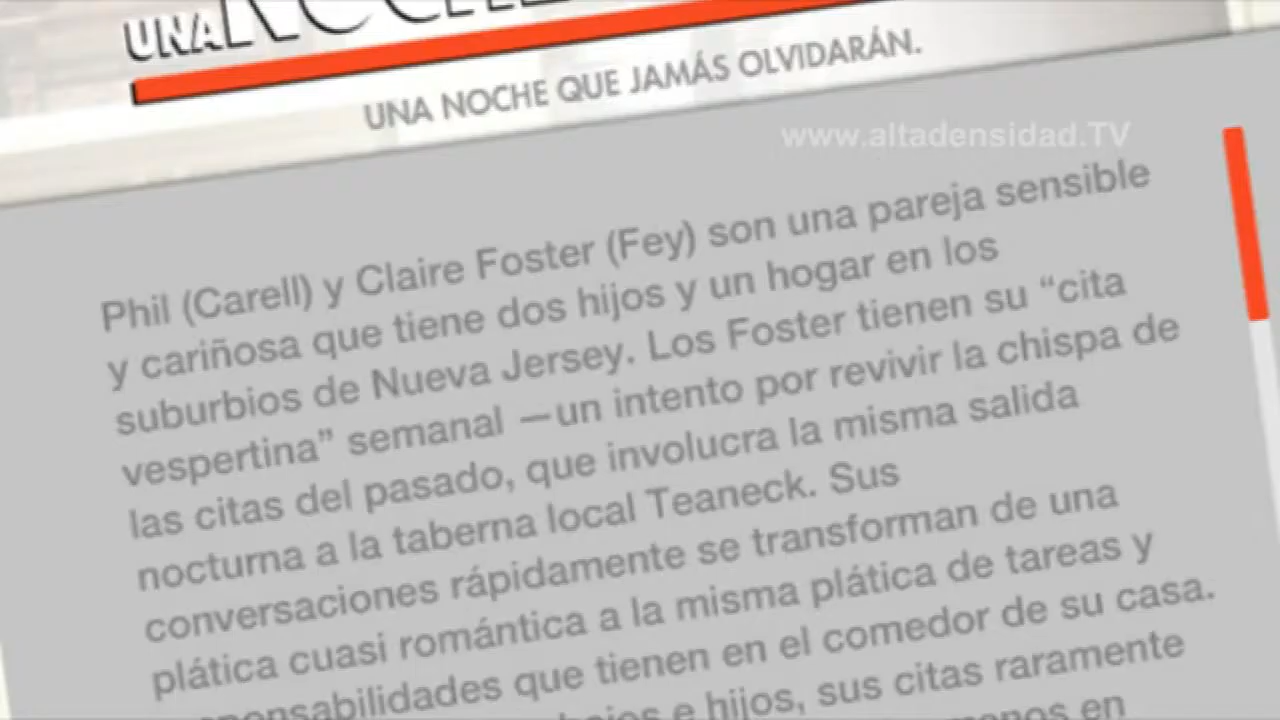 UNA
UNA NOCHE QUE JAMÁS OLVIDARÁN.
www.altadensidad.TV
Phil (Carell) y Claire Foster (Fey) son una pareja sensible
y cariñosa que tiene dos hijos y un hogar en los
suburbios de Nueva Jersey. Los Foster tienen su “cita
vespertina” semanal —un intento por revivir la chispa de
las citas del pasado, que involucra la misma salida
nocturna a la taberna local Teaneck. Sus
conversaciones rápidamente se transforman de una
plática cuasi romántica a la misma plática de tareas y
que tienen en el comedor de su casa.
e hijos, sus citas raramente
en